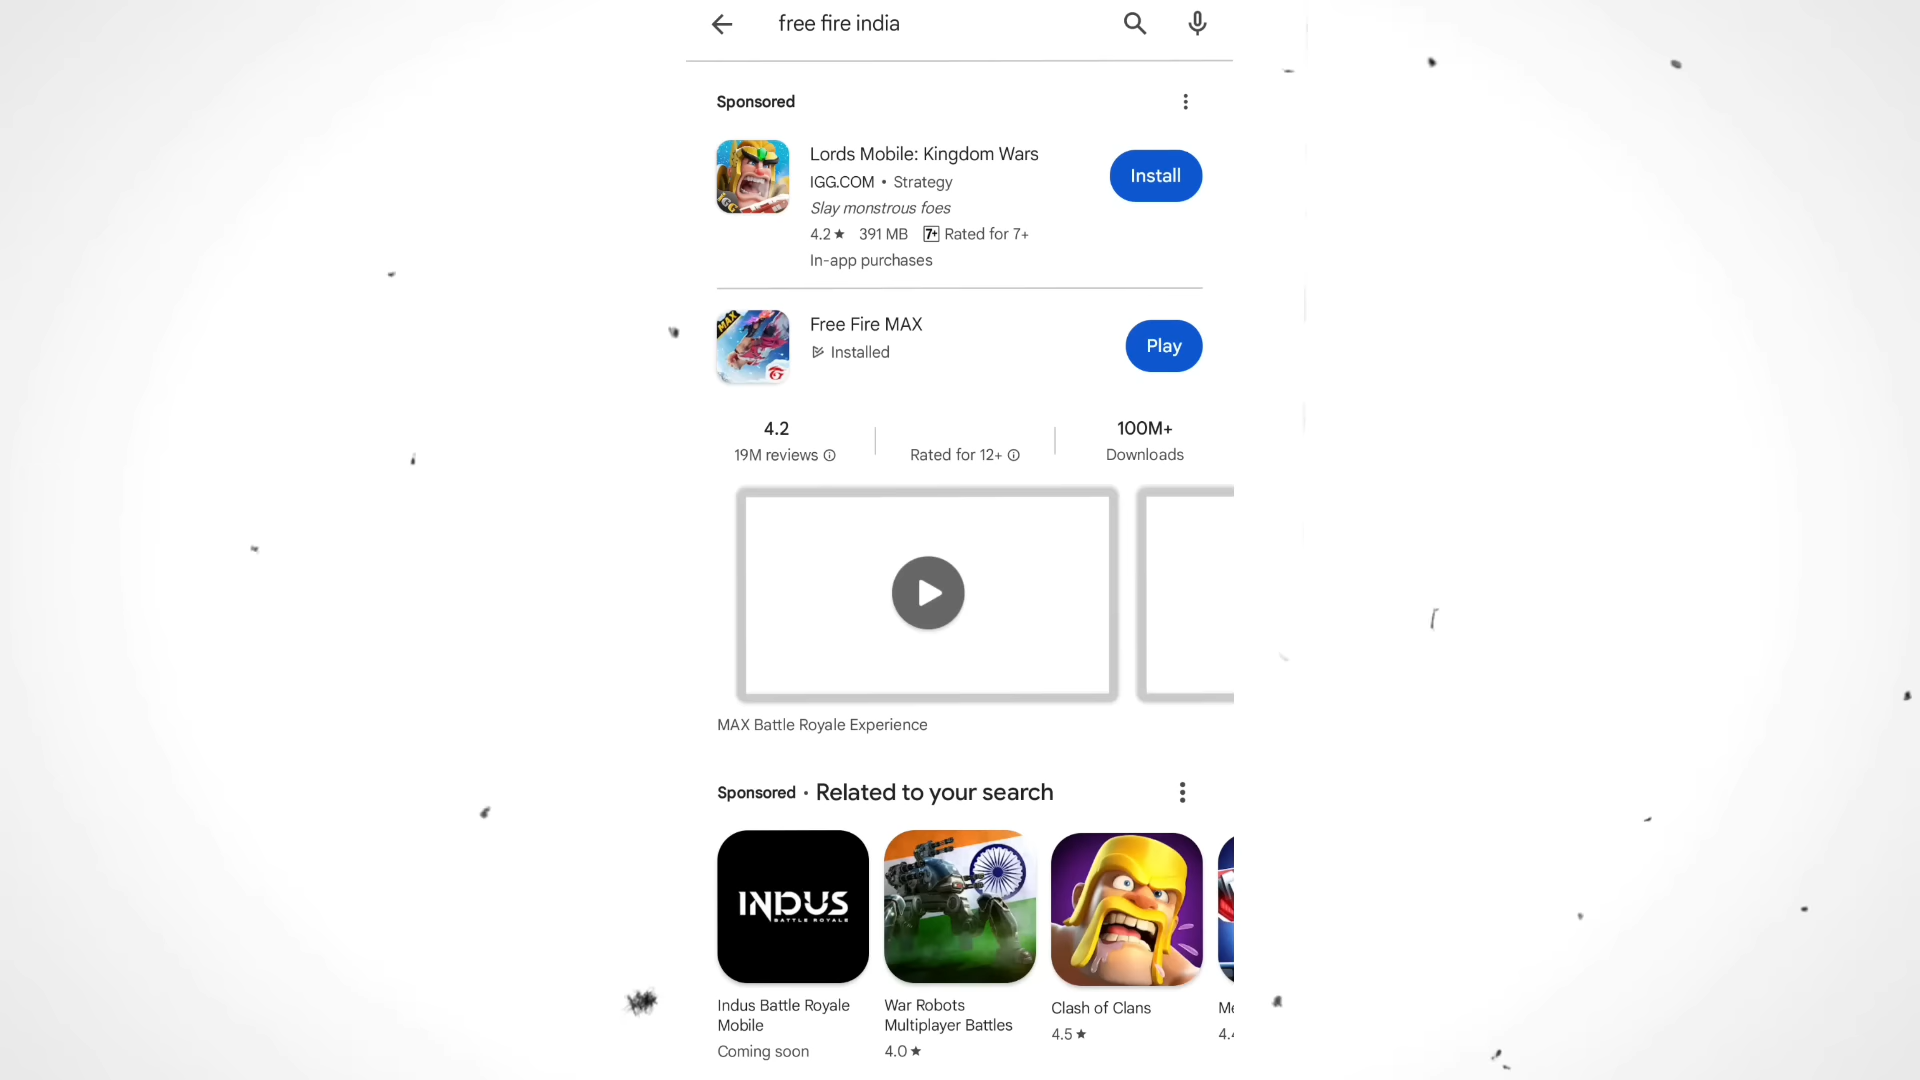 free fire india
Sponsored
Lords Mobile: Kingdom Wars
Install
IGG.COM • Strategy
Slay monstrous foes
4.2★ 391 MB 7+ Rated for 7+
In-app purchases
IGG
MAX
Free Fire MAX
Installed
Play
4.2
19M reviews
Rated for 12+
100M+
Downloads
MAX Battle Royale Experience
Sponsored • Related to your search
INDUS
BATTLE ROYALE
Indus Battle Royale
Mobile
Coming soon
War Robots
Multiplayer Battles
4.0★
Clash of Clans
4.5★